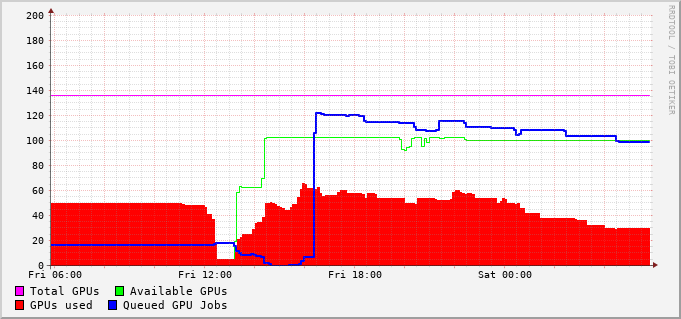 200
180
160
140
120
100
80
60
40
20
0
Fri 06:00 Fri 12:00 Fri 18:00 Sat 00:00
Total GPUs Available GPUs
GPUs used Queued GPU Jobs
RRDTOOL / TOBI OETIKER